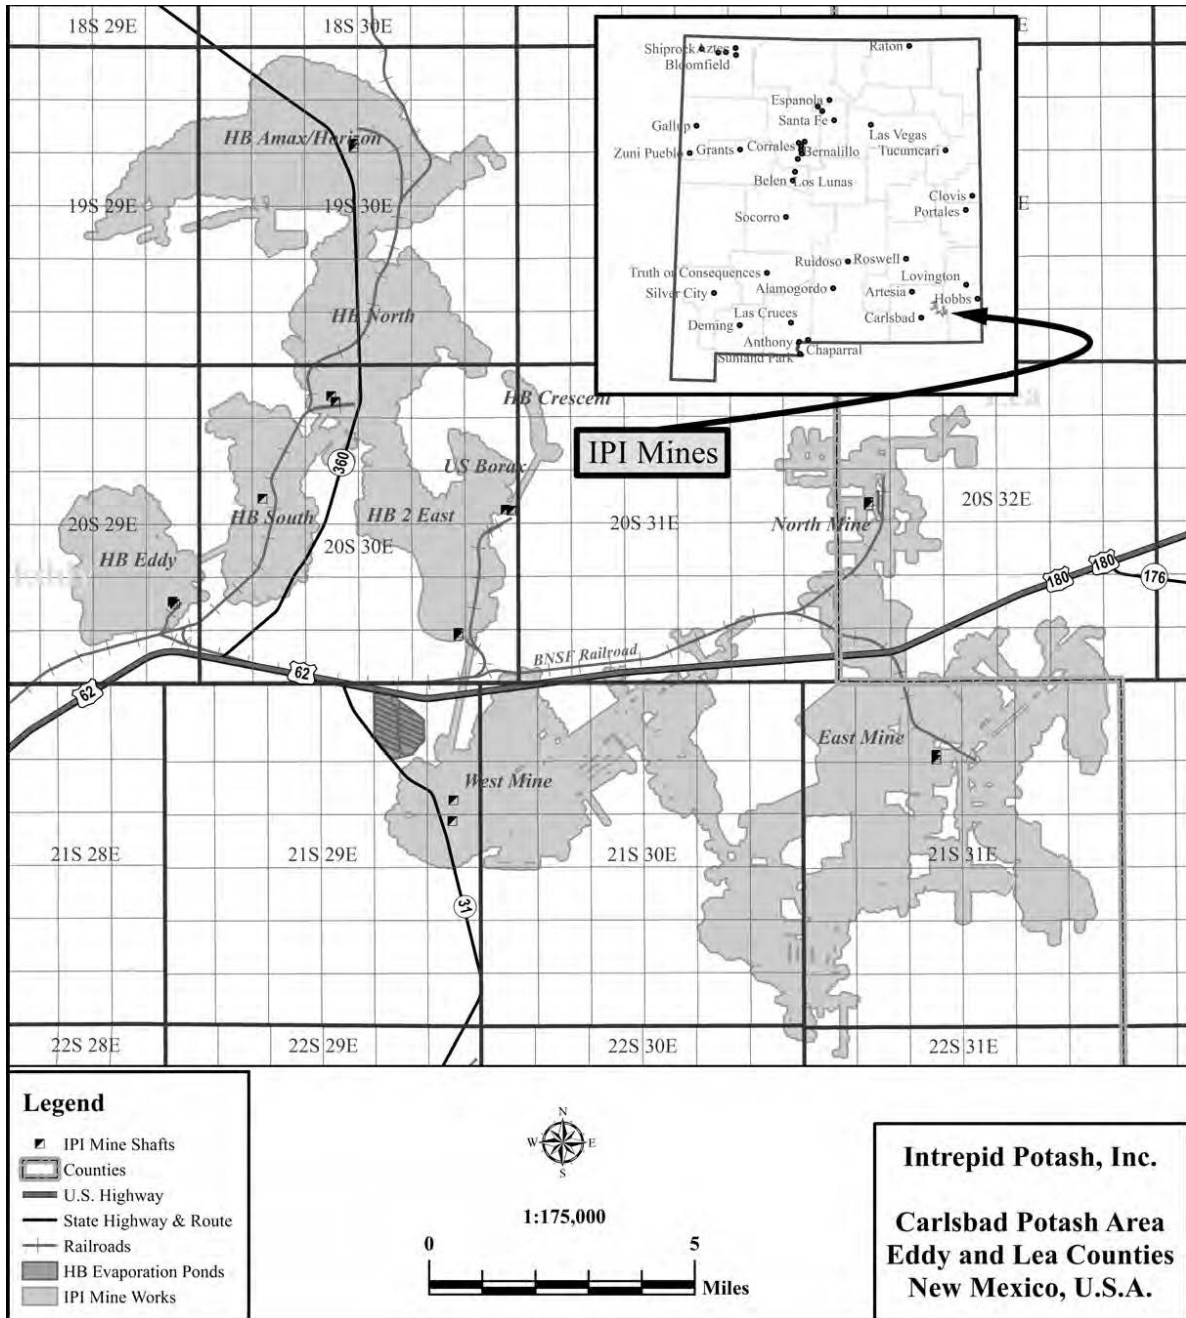 18S 29E
18S 30E
HB Amax/Horizon
19S 29E
19S 30E
HB North
HB Crescent
US Borax
360
20S 29E
HB South
HB 2 East
20S 30E
HB Eddy
Eddy
20S 31E
North Mine
20S 32E
Lea
180
180
176
BNSF Railroad
62
62
East Mine
West Mine
21S 28E
21S 29E
21S 30E
21S 31E
31
22S 28E
22S 29E
22S 30E
22S 31E
Shiprock
Aztec
Bloomfield
Raton
Espanola
Santa Fe
Gallup
Las Vegas
Zuni Pueblo
Grants
Corrales
Bernalillo
Tucumcari
Belen
Los Lunas
Clovis
Portales
Socorro
Ruidoso
Roswell
Truth or Consequences
Lovington
Silver City
Alamogordo
Artesia
Hobbs
Las Cruces
Carlsbad
Deming
Anthony
Chaparral
Sunland Park
IPI Mines
Legend
IPI Mine Shafts
Counties
U.S. Highway
State Highway & Route
Railroads
HB Evaporation Ponds
IPI Mine Works
N
W
E
S
1:175,000
0
5
Miles
Intrepid Potash, Inc.
Carlsbad Potash Area
Eddy and Lea Counties
New Mexico, U.S.A.